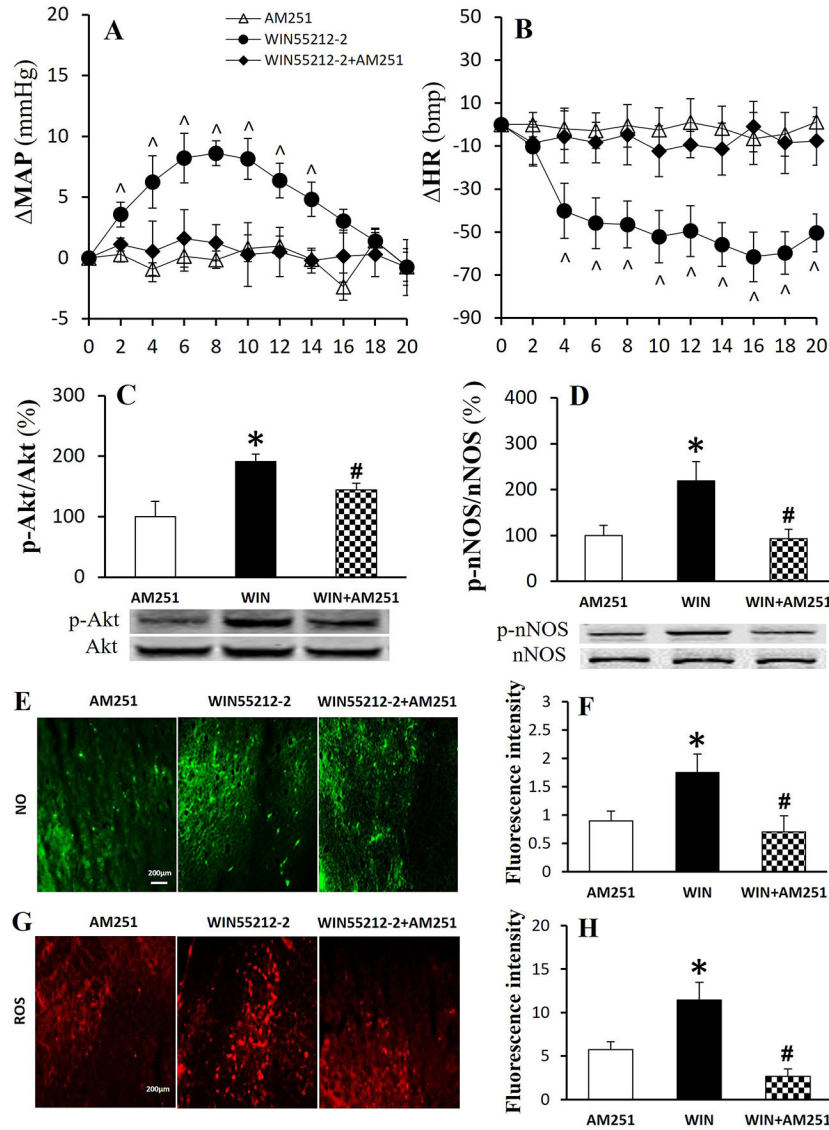 A
AM251
WIN55212-2
WIN55212-2+AM251
ΔMAP (mmHg)
20
15
10
5
0
-5
0 2 4 6 8 10 12 14 16 18 20
^ ^ ^ ^ ^ ^ ^
B
ΔHR (bmp)
50
30
10
-10
-30
-50
-70
-90
0 2 4 6 8 10 12 14 16 18 20
^ ^ ^ ^ ^ ^ ^ ^ ^
C
p-Akt/Akt (%)
300
200
100
0
*
#
AM251 WIN WIN+AM251
p-Akt
Akt
D
p-nNOS/nNOS (%)
400
300
200
100
0
*
#
AM251 WIN WIN+AM251
p-nNOS
nNOS
E
AM251 WIN55212-2 WIN55212-2+AM251
NO
200μm
F
Fluorescence intensity
3
2.5
2
1.5
1
0.5
0
*
#
AM251 WIN WIN+AM251
G
AM251 WIN55212-2 WIN55212-2+AM251
ROS
200μm
H
Fluorescence intensity
20
15
10
5
0
*
#
AM251 WIN WIN+AM251